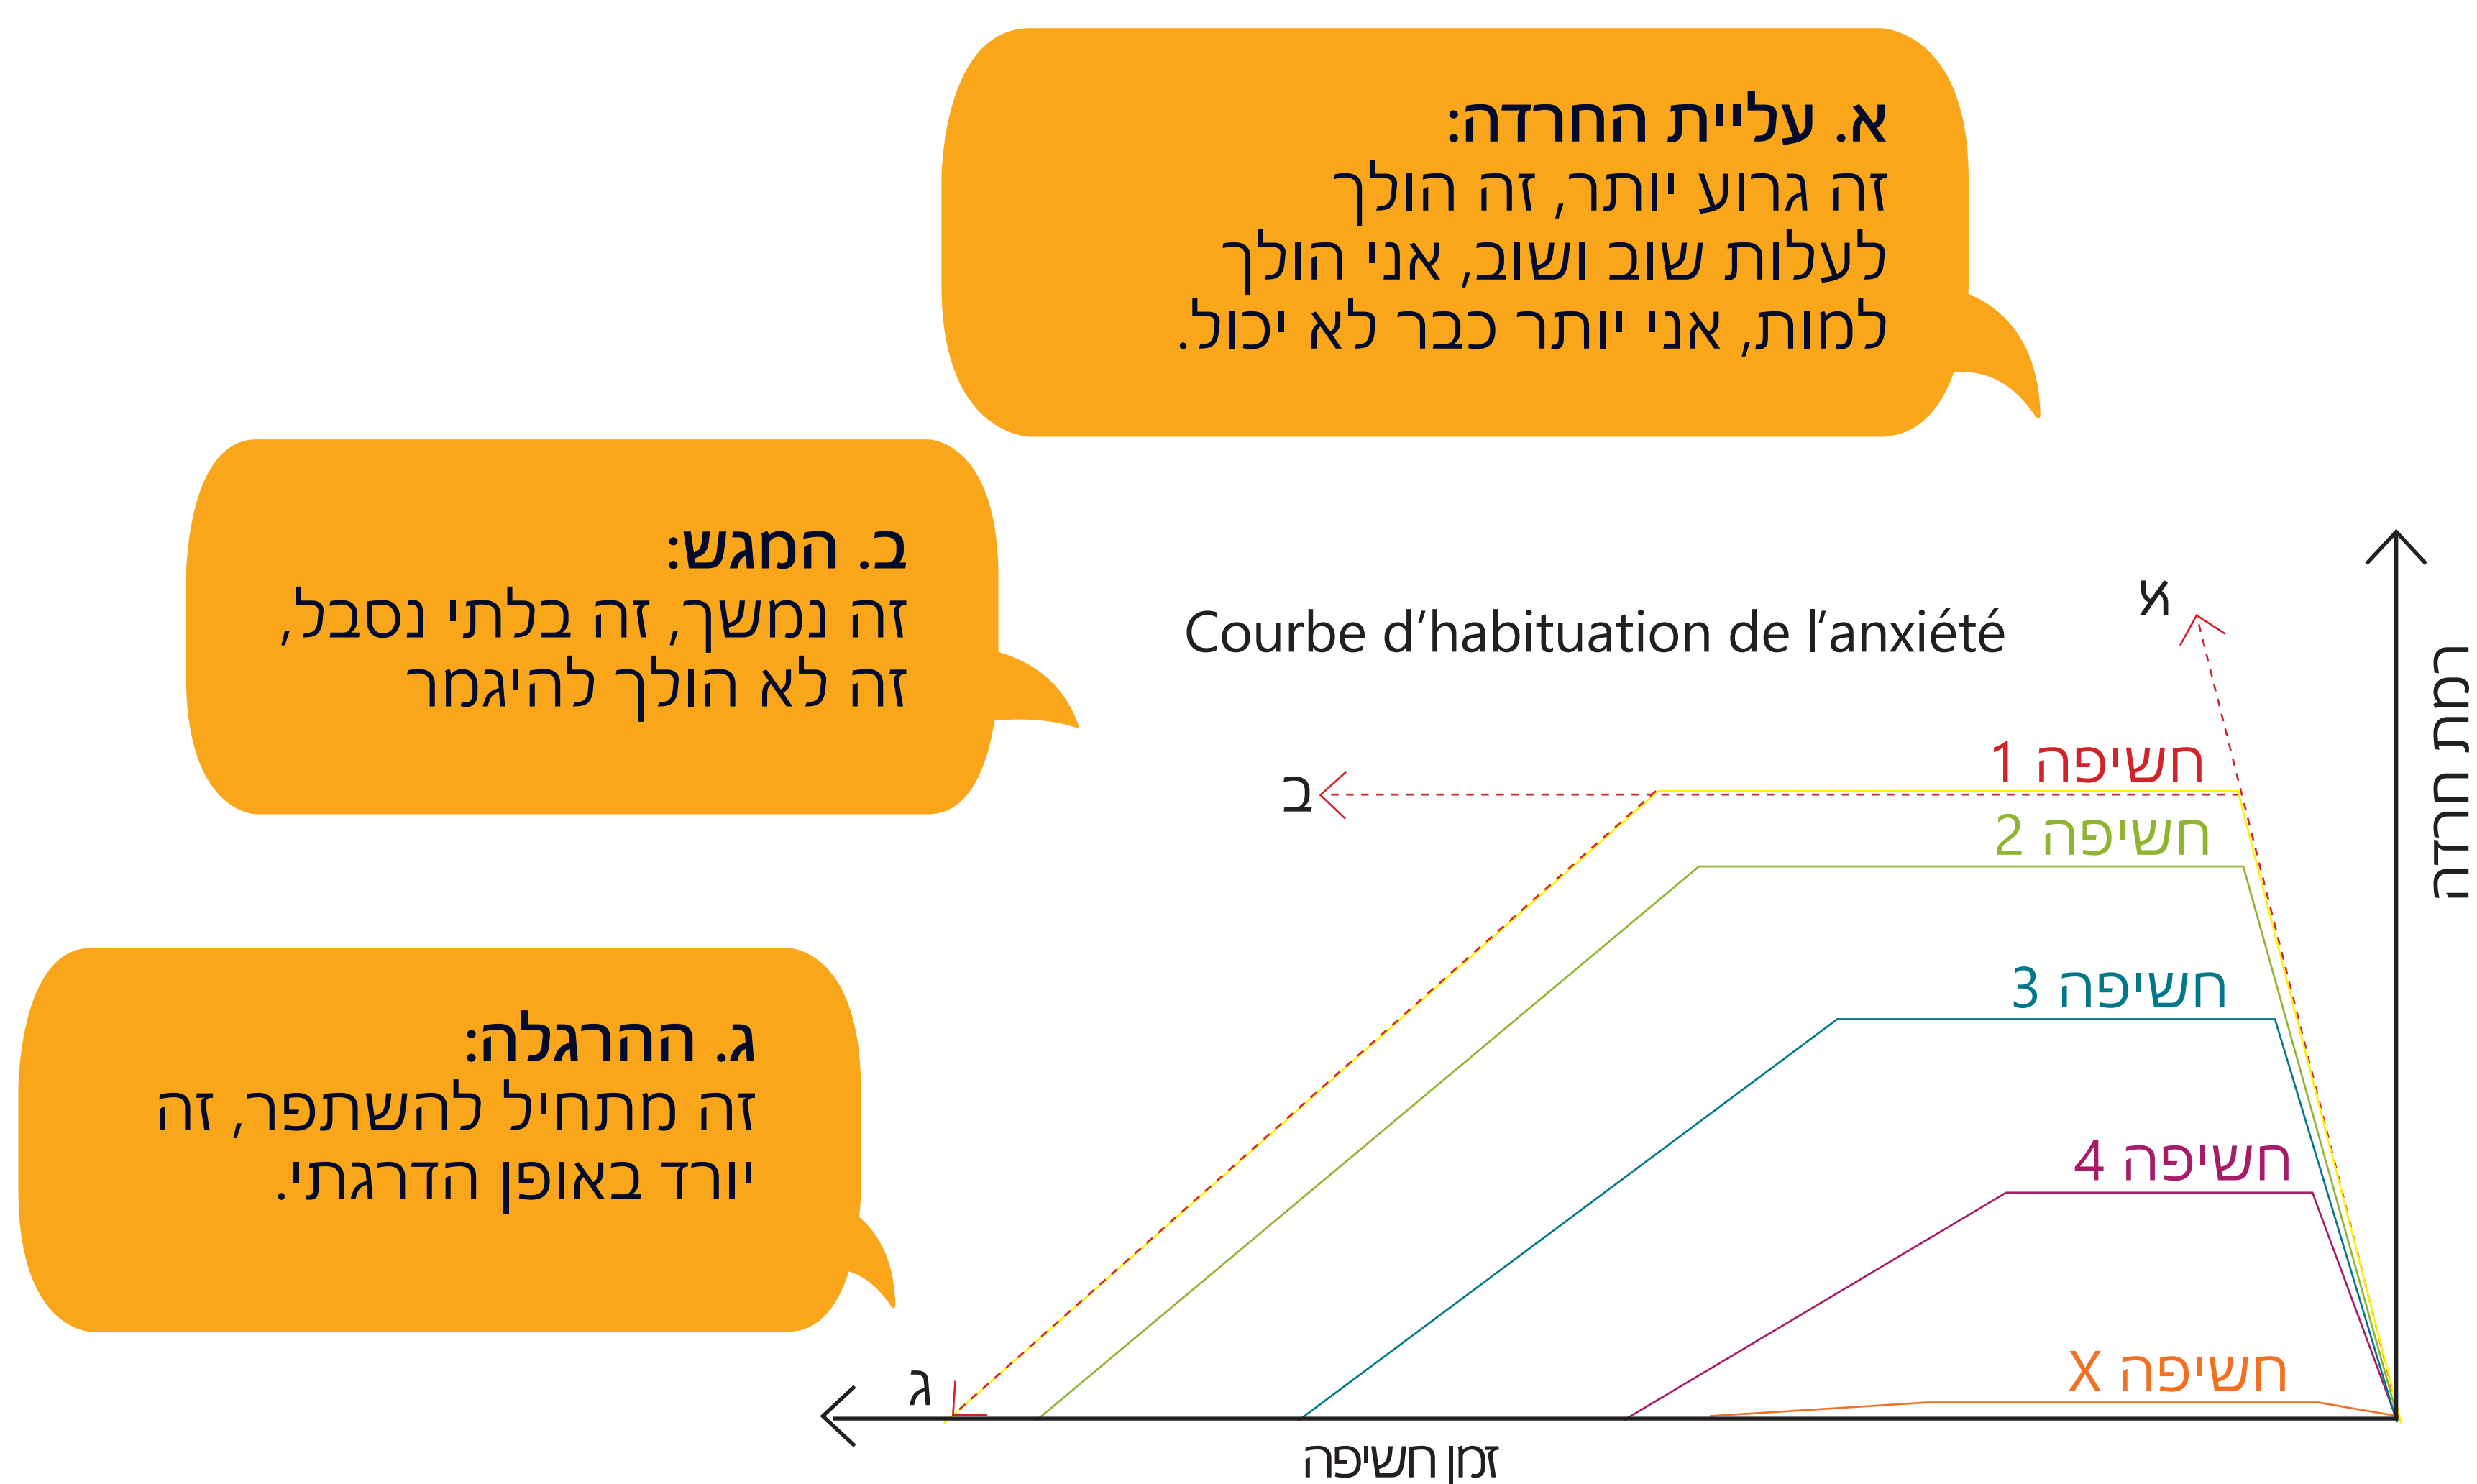 א. עליית החרדה:
זה גרוע יותר, זה הולך
לעלות שוב ושוב, אני הולך
למות, אני יותר כבר לא יכול.
ב. המגש:
זה נמשך, זה בלתי נסבל,
זה לא הולך להיגמר
ג. ההרגלה:
זה מתחיל להשתפר, זה
יורד באופן הדרגתי.
Courbe d’habituation de l’anxiété
א
רמת חרדה
חשיפה 1
ב
חשיפה 2
חשיפה 3
חשיפה 4
חשיפה X
ג
זמן חשיפה